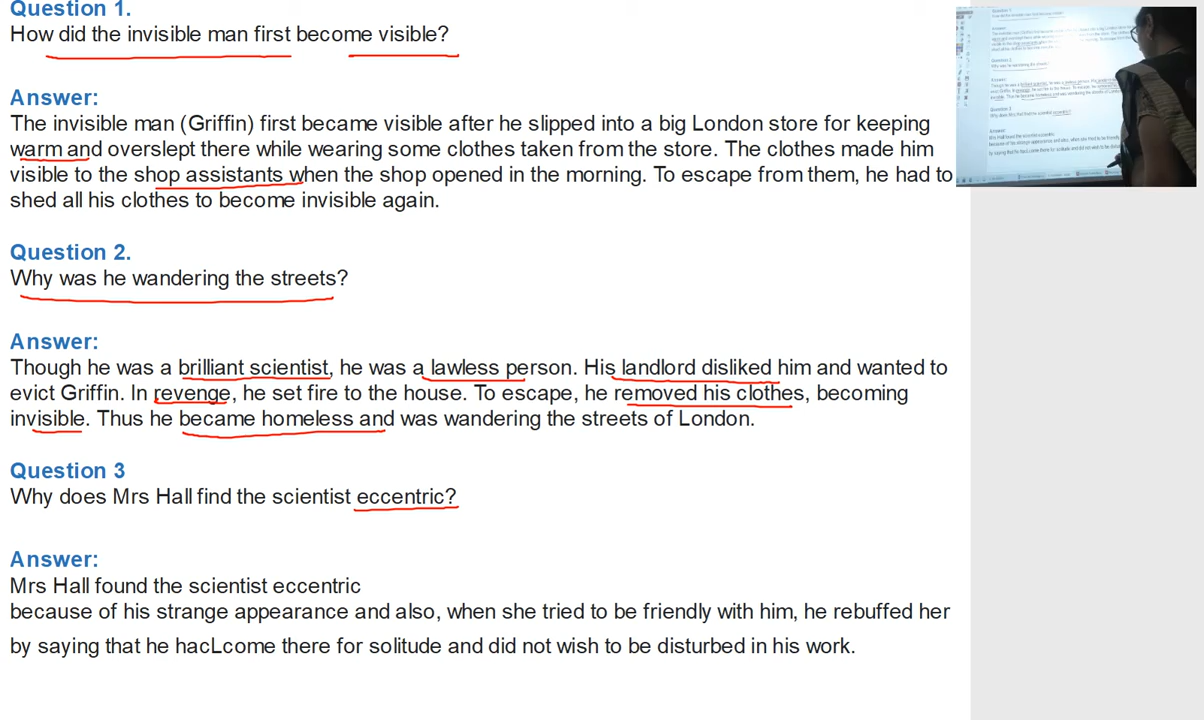 Question 1.
How did the invisible man first become visible?
Answer:
The invisible man (Griffin) first became visible after he slipped into a big London store for keeping
warm and overslept there while wearing some clothes taken from the store. The clothes made him
visible to the shop assistants when the shop opened in the morning. To escape from them, he had to
shed all his clothes to become invisible again.
Question 2.
Why was he wandering the streets?
Answer:
Though he was a brilliant scientist, he was a lawless person. His landlord disliked him and wanted to
evict Griffin. In revenge, he set fire to the house. To escape, he removed his clothes, becoming
invisible. Thus he became homeless and was wandering the streets of London.
Question 3
Why does Mrs Hall find the scientist eccentric?
Answer:
Mrs Hall found the scientist eccentric
because of his strange appearance and also, when she tried to be friendly with him, he rebuffed her
by saying that he hacLcome there for solitude and did not wish to be disturbed in his work.